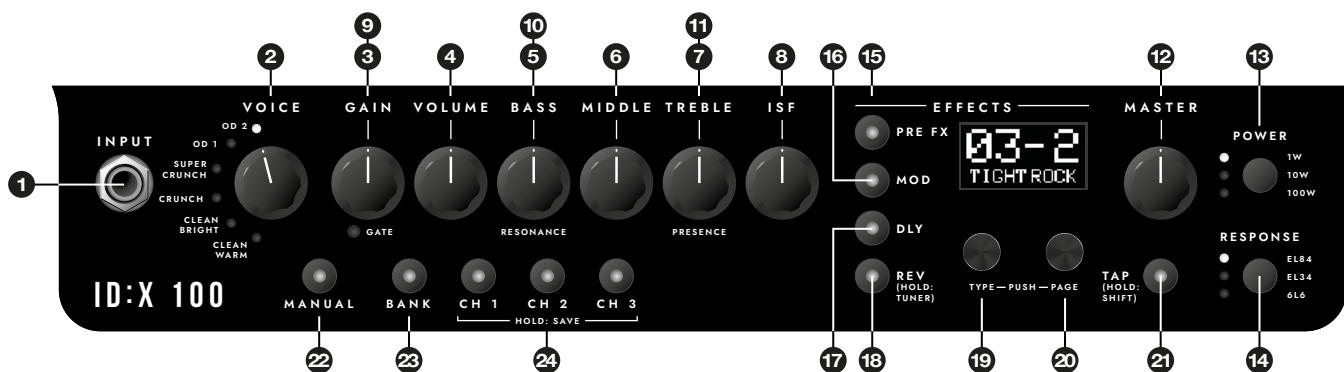 9
10
11
2
3
4
5
6
7
8
16
15
12
13
VOICE
GAIN
VOLUME
BASS
MIDDLE
TREBLE
ISF
EFFECTS
MASTER
INPUT
OD 2
OD 1
SUPER
CRUNCH
CRUNCH
CLEAN
BRIGHT
CLEAN
WARM
GATE
RESONANCE
PRESENCE
PRE FX
MOD
DLY
REV
(HOLD:
TUNER)
03-2
TIGHT ROCK
POWER
1W
10W
100W
1
RESPONSE
EL84
EL34
6L6
TYPE — PUSH — PAGE
TAP
(HOLD:
SHIFT)
ID:X 100
MANUAL
BANK
CH 1
CH 2
CH 3
HOLD: SAVE
22
23
24
17
18
19
20
21
14